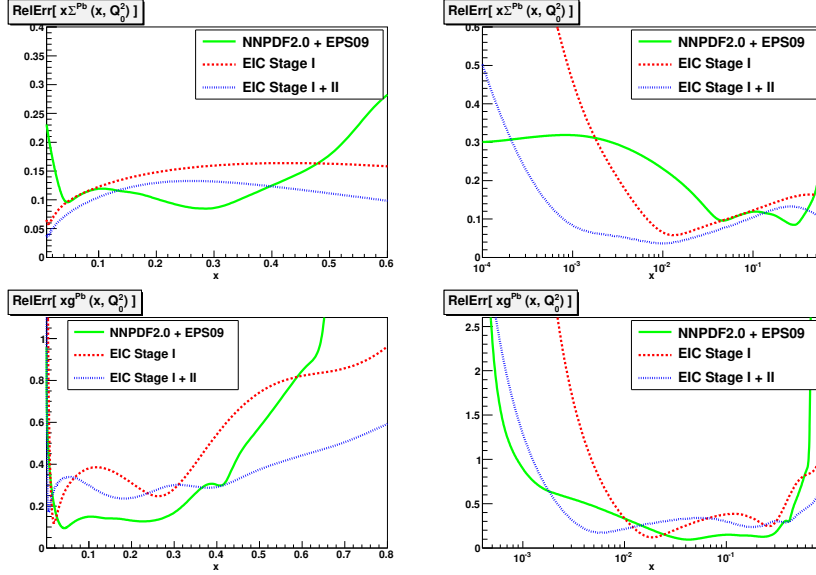 RelErr[ xΣ^Pb (x, Q_0^2) ]
0.4
0.35
0.3
0.25
0.2
0.15
0.1
0.05
0
NNPDF2.0 + EPS09
EIC Stage I
EIC Stage I + II
0.1 0.2 0.3 0.4 0.5 0.6
x
RelErr[ xΣ^Pb (x, Q_0^2) ]
0.6
0.5
0.4
0.3
0.2
0.1
0
NNPDF2.0 + EPS09
EIC Stage I
EIC Stage I + II
10^-4 10^-3 10^-2 10^-1
x
RelErr[ xg^Pb (x, Q_0^2) ]
1
0.8
0.6
0.4
0.2
0
NNPDF2.0 + EPS09
EIC Stage I
EIC Stage I + II
0.1 0.2 0.3 0.4 0.5 0.6 0.7 0.8
x
RelErr[ xg^Pb (x, Q_0^2) ]
2.5
2
1.5
1
0.5
0
NNPDF2.0 + EPS09
EIC Stage I
EIC Stage I + II
10^-3 10^-2 10^-1
x